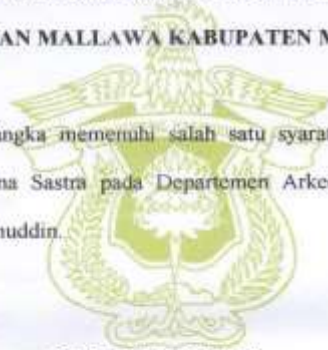 AN MALLAWA KABUPATEN M
angka memenuhi salah satu syarat
na Sastra pada Departemen Arke
nuddin.